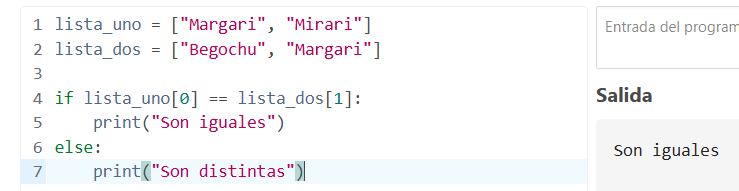 1 lista_uno = ["Margari", "Mirari"]
2 lista_dos = ["Begochu", "Margari"]
3
4 if lista_uno[0] == lista_dos[1]:
5     print("Son iguales")
6 else:
7     print("Son distintas")
Entrada del program
Salida
Son iguales